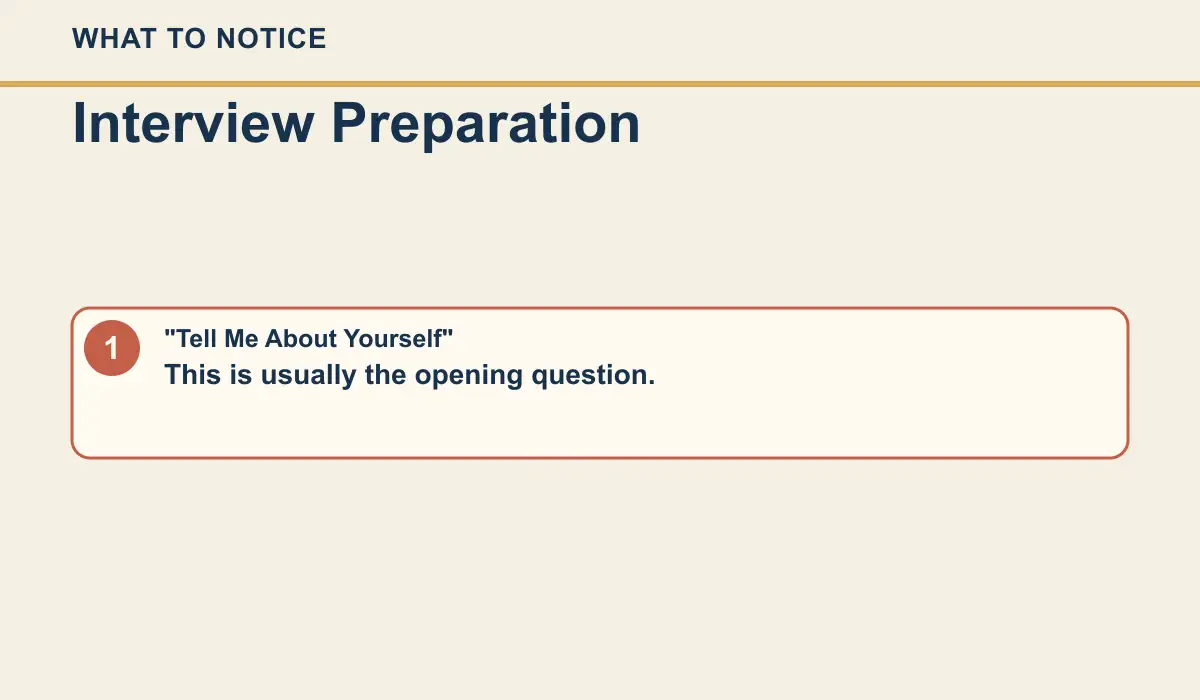 WHAT TO NOTICE
Interview Preparation
1
"Tell Me About Yourself"
This is usually the opening question.